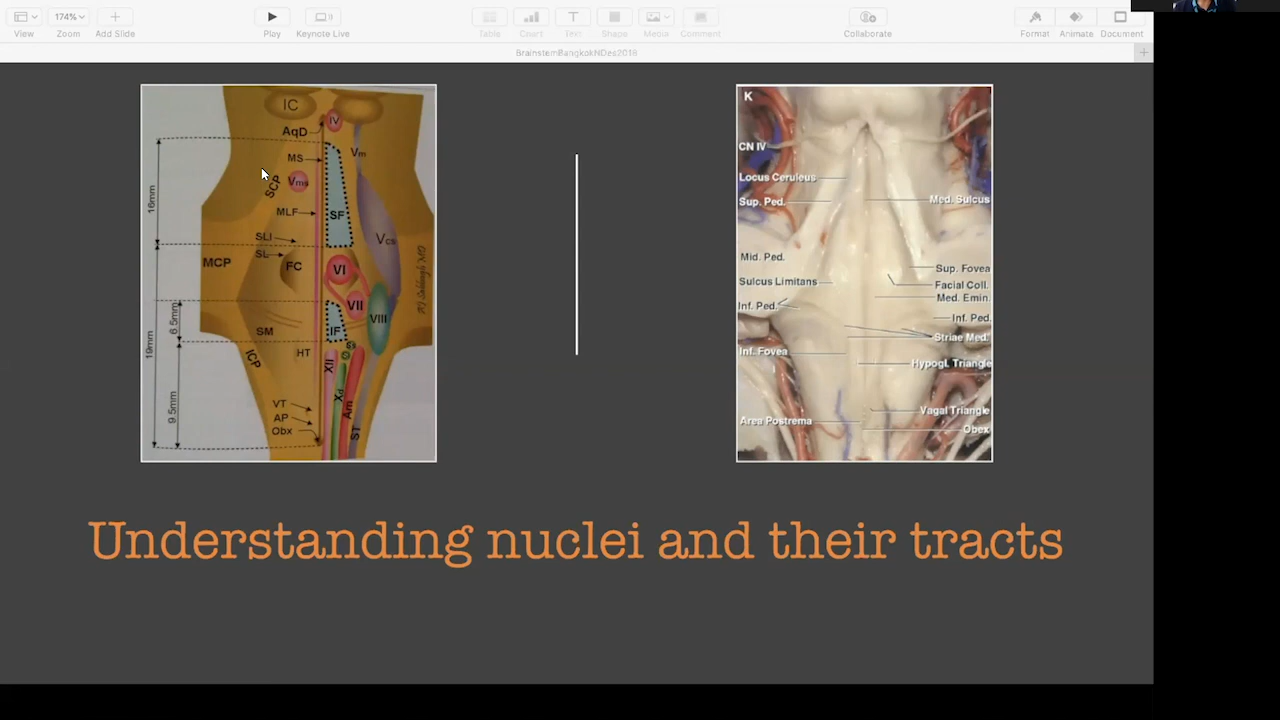 174%
View
Zoom
Add Slide
Play
Keynote Live
Table
Chart
Text
Shape
Media
Comment
Collaborate
Format
Animate
Document
BrainstemBangkokNDes2018
IC
IV
AqD
Vm
MS
SCP
Vms
MLF
SF
16mm
SLI
Vcs
SL
MCP
FC
VI
VII
6.5mm
VIII
SM
IF
19mm
HT
ICP
XII
9.5mm
VT
Am
AP
ST
Obx
K
CN IV
Locus Ceruleus
Sup. Ped.
Med. Sulcus
Mid. Ped.
Sup. Fovea
Sulcus Limitans
Facial Coll.
Med. Emin.
Inf. Ped.
Inf. Ped.
Striae Med.
Inf. Fovea
Hypogl. Triangle
Vagal Triangle
Area Postrema
Obex
Understanding nuclei and their tracts